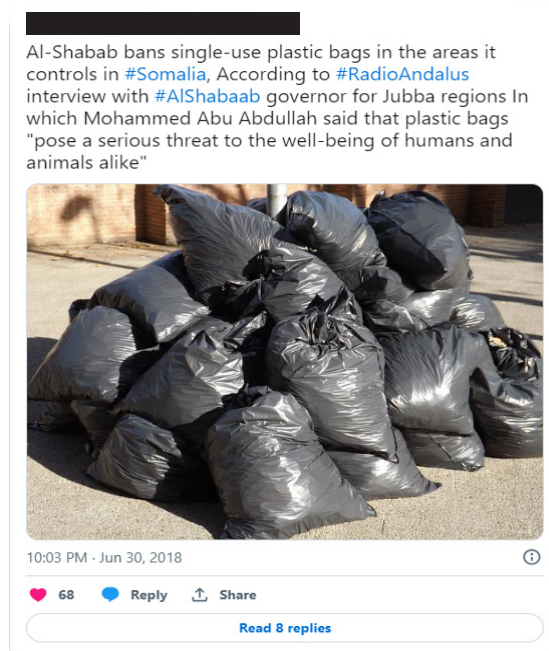 Al-Shabab bans single-use plastic bags in the areas it
controls in #Somalia, According to #RadioAndalus
interview with #AlShabaab governor for Jubba regions In
which Mohammed Abu Abdullah said that plastic bags
"pose a serious threat to the well-being of humans and
animals alike"
10:03 PM · Jun 30, 2018
68 Reply Share
Read 8 replies